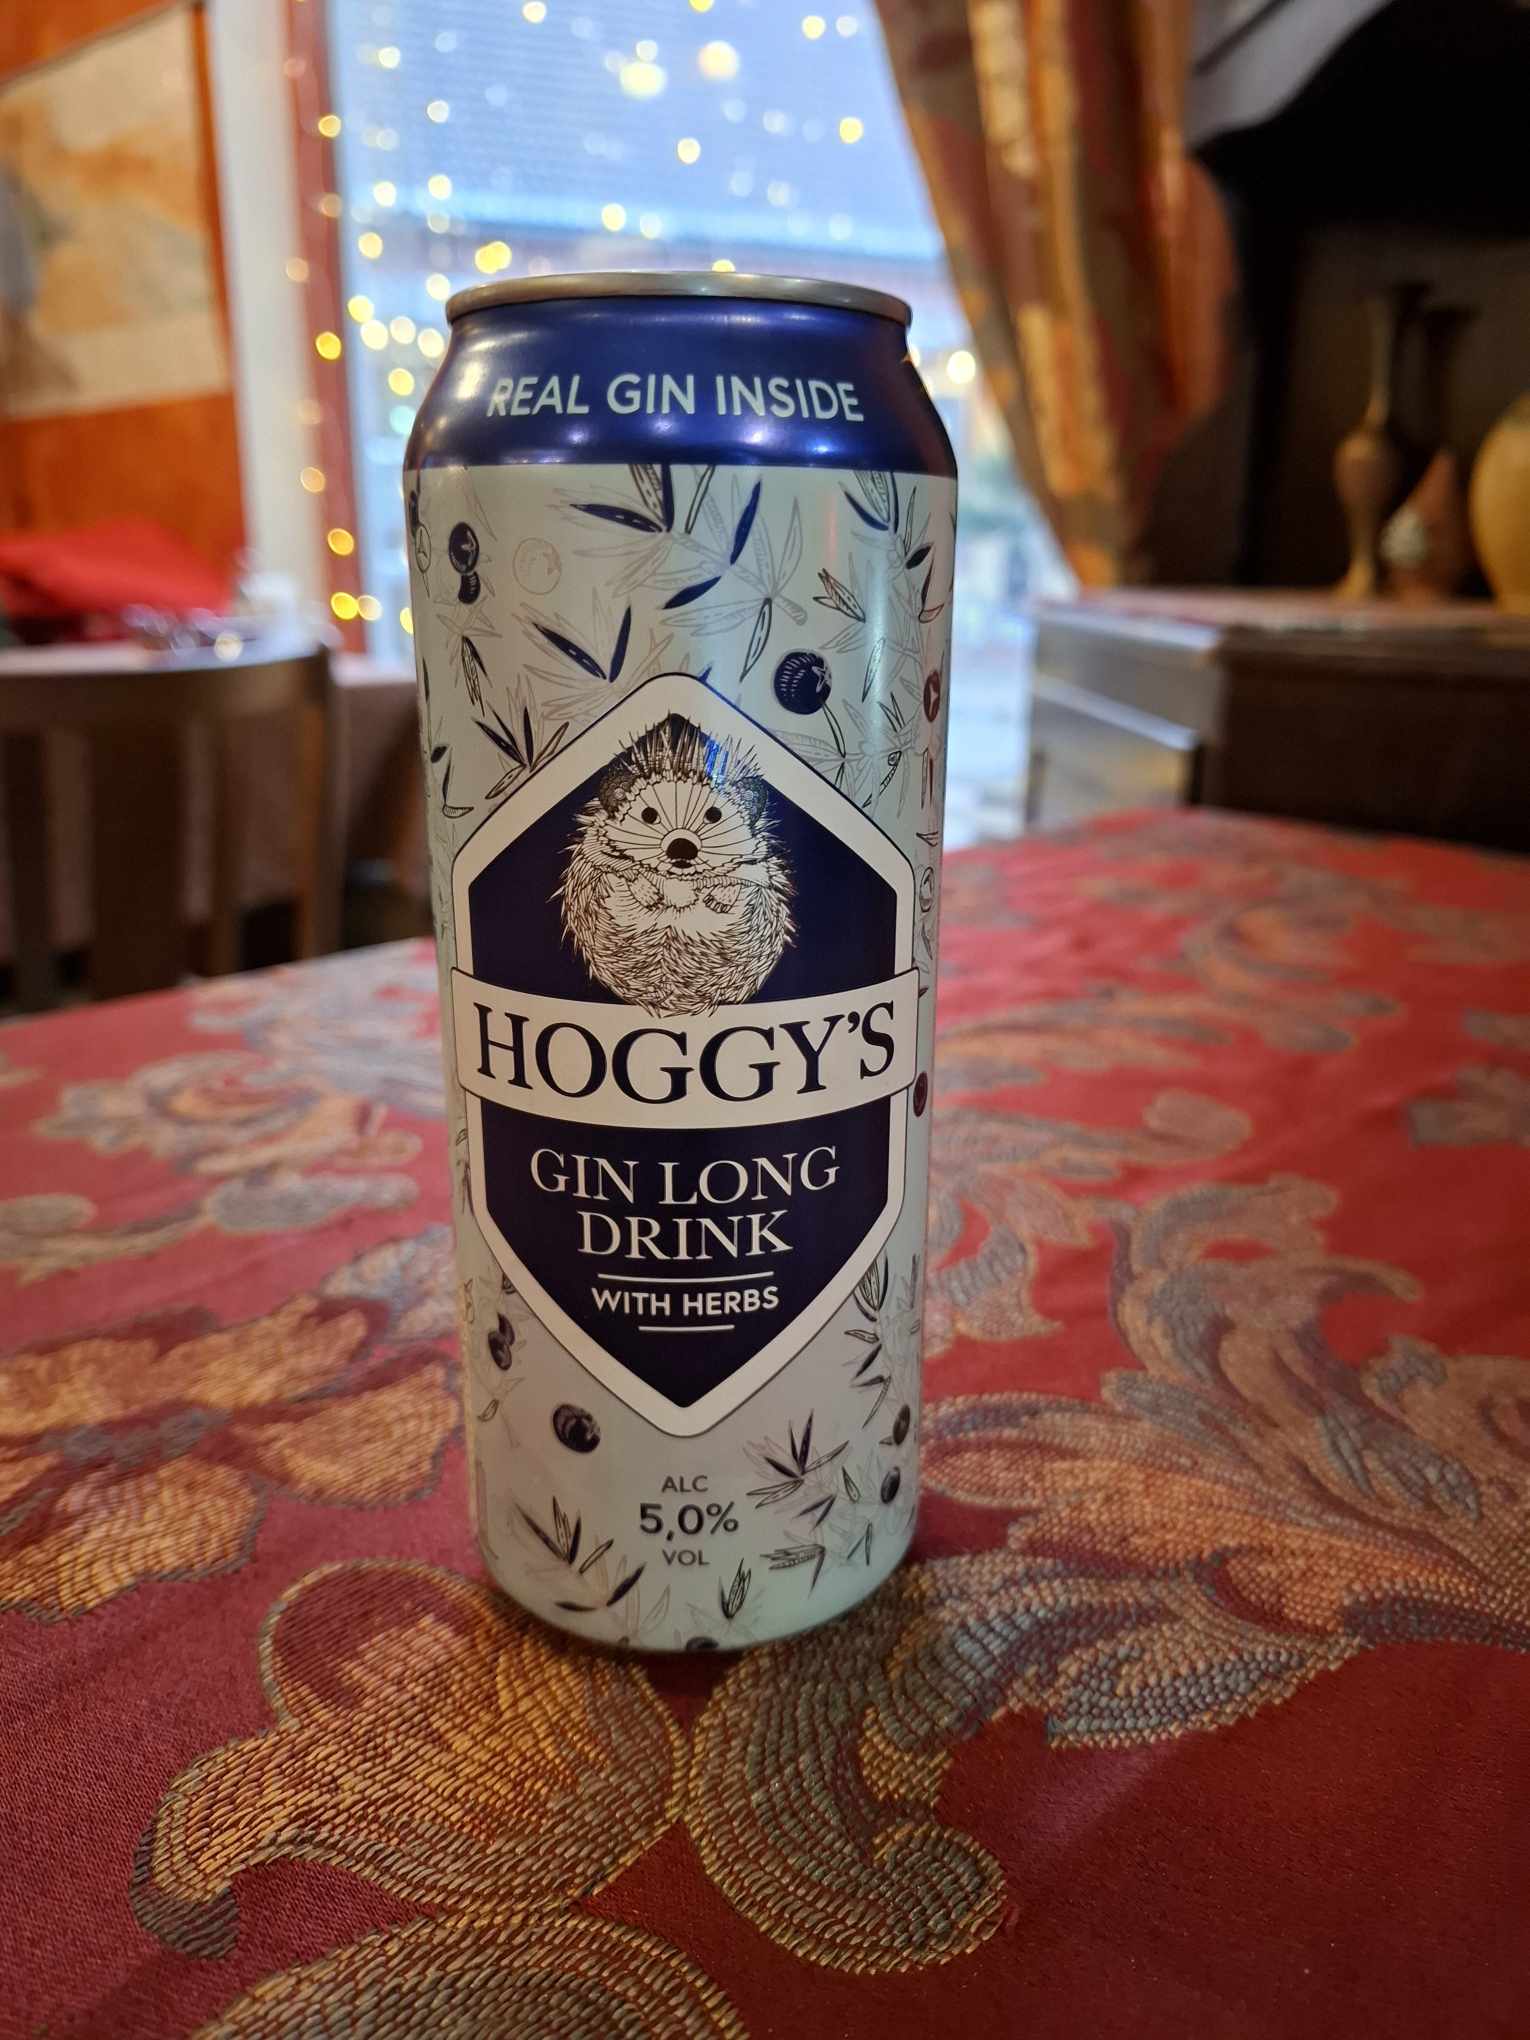 REAL GIN INSIDE
HOGGY'S
GIN LONG
DRINK
WITH HERBS
ALC
5,0%
VOL